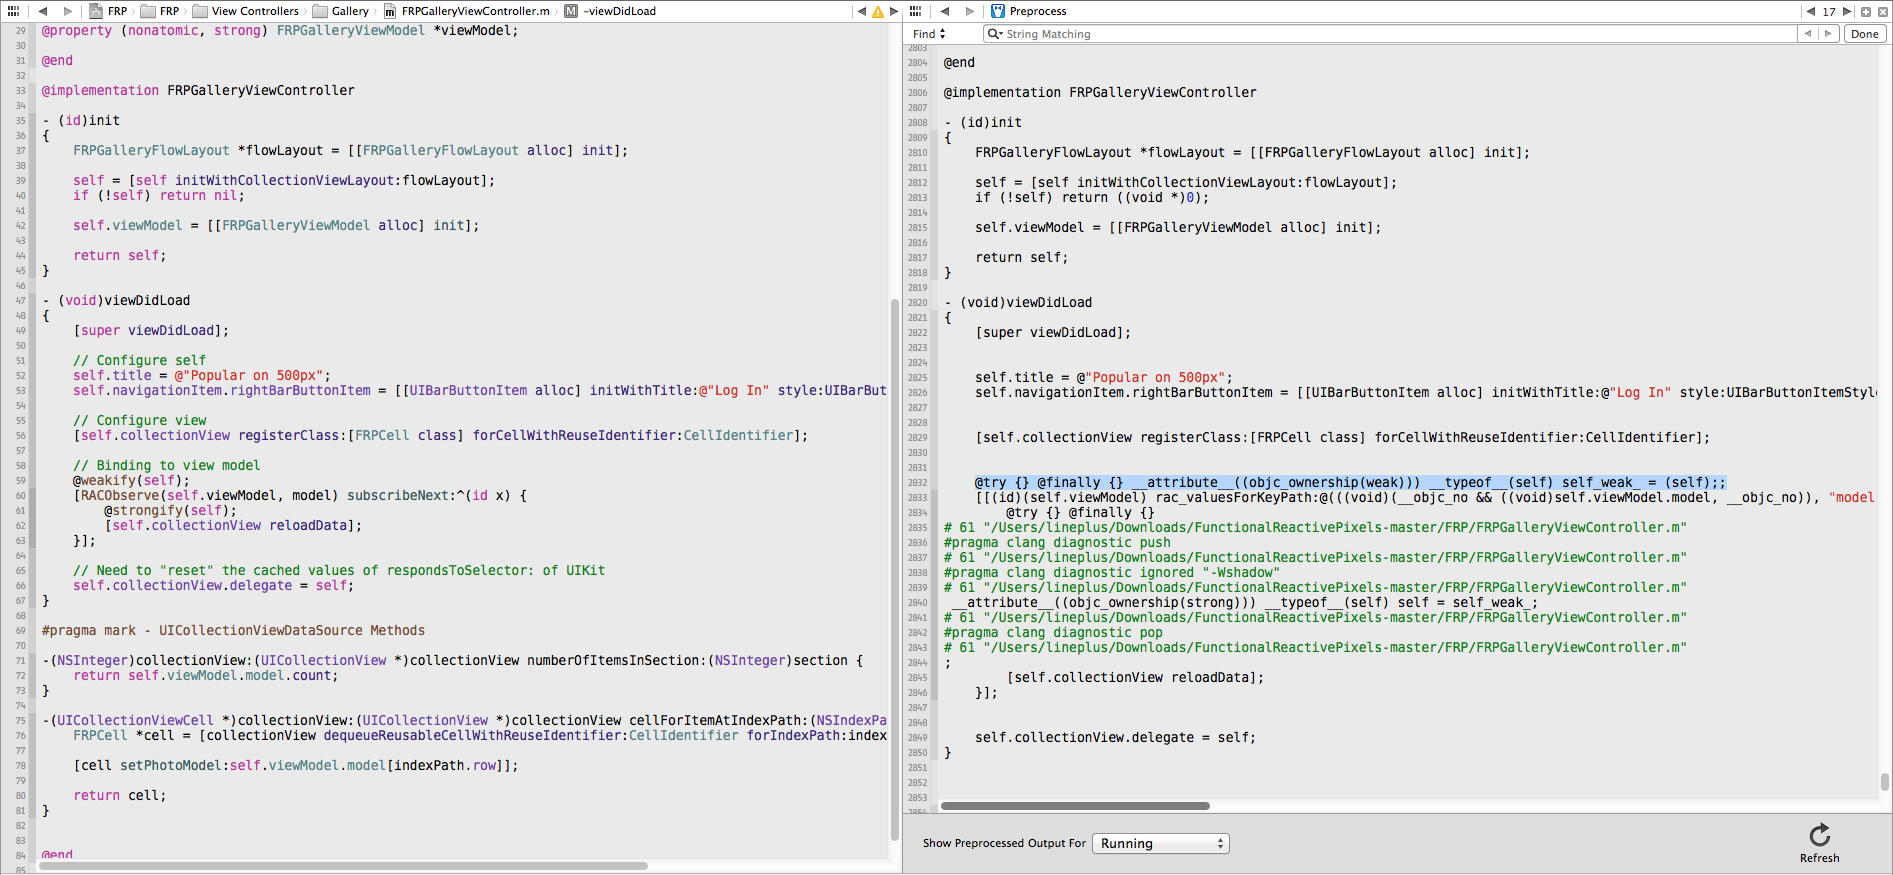 FRP FRP View Controllers Gallery FRPGalleryViewController.m M -viewDidLoad
29 @property (nonatomic, strong) FRPGalleryViewModel *viewModel;
30
31 @end
32
33 @implementation FRPGalleryViewController
34
35 - (id)init
36 {
37 FRPGalleryFlowLayout *flowLayout = [[FRPGalleryFlowLayout alloc] init];
38
39 self = [self initWithCollectionViewLayout:flowLayout];
40 if (!self) return nil;
41
42 self.viewModel = [[FRPGalleryViewModel alloc] init];
43
44 return self;
45 }
46
47 - (void)viewDidLoad
48 {
49 [super viewDidLoad];
50
51 // Configure self
52 self.title = @"Popular on 500px";
53 self.navigationItem.rightBarButtonItem = [[UIBarButtonItem alloc] initWithTitle:@"Log In" style:UIBarBut
54
55 // Configure view
56 [self.collectionView registerClass:[FRPCell class] forCellWithReuseIdentifier:CellIdentifier];
57
58 // Binding to view model
59 @weakify(self);
60 [RACObserve(self.viewModel, model) subscribeNext:^(id x) {
61 @strongify(self);
62 [self.collectionView reloadData];
63 }];
64
65 // Need to "reset" the cached values of respondsToSelector: of UIKit
66 self.collectionView.delegate = self;
67 }
68
69 #pragma mark - UICollectionViewDataSource Methods
70
71 -(NSInteger)collectionView:(UICollectionView *)collectionView numberOfItemsInSection:(NSInteger)section {
72 return self.viewModel.model.count;
73 }
74
75 -(UICollectionViewCell *)collectionView:(UICollectionView *)collectionView cellForItemAtIndexPath:(NSIndexPa
76 FRPCell *cell = [collectionView dequeueReusableCellWithReuseIdentifier:CellIdentifier forIndexPath:index
77
78 [cell setPhotoModel:self.viewModel.model[indexPath.row]];
79
80 return cell;
81 }
82
83
84 @end
85
Preprocess 17
Find String Matching Done
2803
2804 @end
2805
2806 @implementation FRPGalleryViewController
2807
2808 - (id)init
2809 {
2810 FRPGalleryFlowLayout *flowLayout = [[FRPGalleryFlowLayout alloc] init];
2811
2812 self = [self initWithCollectionViewLayout:flowLayout];
2813 if (!self) return ((void *)0);
2814
2815 self.viewModel = [[FRPGalleryViewModel alloc] init];
2816
2817 return self;
2818 }
2819
2820 - (void)viewDidLoad
2821 {
2822 [super viewDidLoad];
2823
2824
2825 self.title = @"Popular on 500px";
2826 self.navigationItem.rightBarButtonItem = [[UIBarButtonItem alloc] initWithTitle:@"Log In" style:UIBarButtonItemStyl
2827
2828
2829 [self.collectionView registerClass:[FRPCell class] forCellWithReuseIdentifier:CellIdentifier];
2830
2831
2832 @try {} @finally {} __attribute__((objc_ownership(weak))) __typeof__(self) self_weak_ = (self);;
2833 [[(id)(self.viewModel) rac_valuesForKeyPath:@(((void)(__objc_no && ((void)self.viewModel.model, __objc_no)), "model
2834 @try {} @finally {}
2835 # 61 "/Users/lineplus/Downloads/FunctionalReactivePixels-master/FRP/FRPGalleryViewController.m"
2836 #pragma clang diagnostic push
2837 # 61 "/Users/lineplus/Downloads/FunctionalReactivePixels-master/FRP/FRPGalleryViewController.m"
2838 #pragma clang diagnostic ignored "-Wshadow"
2839 # 61 "/Users/lineplus/Downloads/FunctionalReactivePixels-master/FRP/FRPGalleryViewController.m"
2840 __attribute__((objc_ownership(strong))) __typeof__(self) self = self_weak_;
2841 # 61 "/Users/lineplus/Downloads/FunctionalReactivePixels-master/FRP/FRPGalleryViewController.m"
2842 #pragma clang diagnostic pop
2843 # 61 "/Users/lineplus/Downloads/FunctionalReactivePixels-master/FRP/FRPGalleryViewController.m"
2844 ;
2845 [self.collectionView reloadData];
2846 }];
2847
2848
2849 self.collectionView.delegate = self;
2850 }
2851
2852
2853
2854
Show Preprocessed Output For Running
Refresh